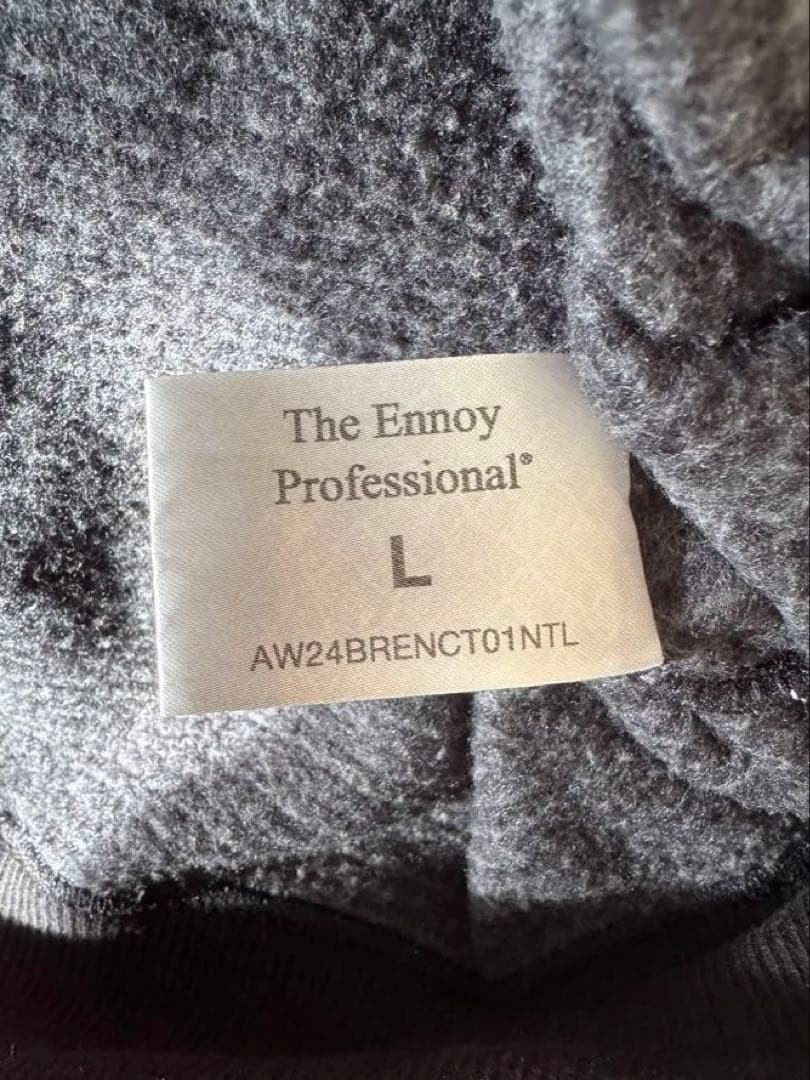 The Ennoy
Professional®
L
AW24BRENCT01NTL